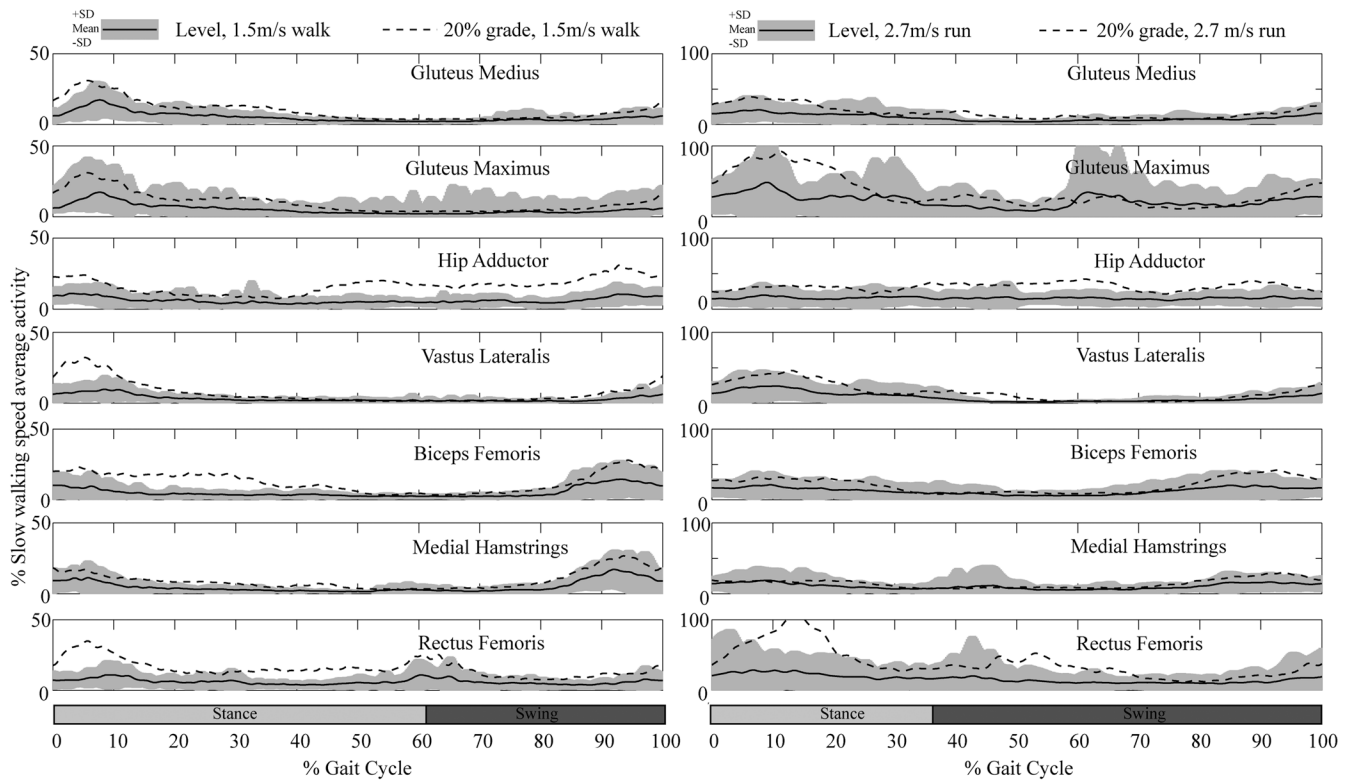 +SD
Mean
-SD
Level, 1.5m/s walk
20% grade, 1.5m/s walk
+SD
Mean
-SD
Level, 2.7m/s run
20% grade, 2.7 m/s run
% Slow walking speed average activity
50
Gluteus Medius
0
50
Gluteus Maximus
0
50
Hip Adductor
0
50
Vastus Lateralis
0
50
Biceps Femoris
0
50
Medial Hamstrings
0
50
Rectus Femoris
0
Stance
Swing
0 10 20 30 40 50 60 70 80 90 100
% Gait Cycle
100
Gluteus Medius
0
100
Gluteus Maximus
0
100
Hip Adductor
0
100
Vastus Lateralis
0
100
Biceps Femoris
0
100
Medial Hamstrings
0
100
Rectus Femoris
0
Stance
Swing
0 10 20 30 40 50 60 70 80 90 100
% Gait Cycle